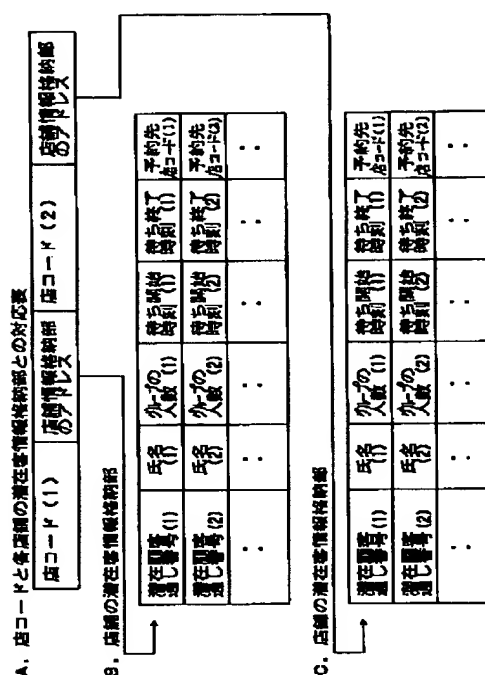 A. 店コードと各店舗の潜在客情報格納部との対応表
店コード(1)
店舗情報格納部
のアドレス
店コード(2)
店舗情報格納部
のアドレス
B. 店舗の潜在客情報格納部
潜在顧客
通し番号(1)
氏名
(1)
グループの
人数(1)
待ち開始
時刻(1)
待ち終了
時刻(1)
予約先
店コード(1)
潜在顧客
通し番号(2)
氏名
(2)
グループの
人数(2)
待ち開始
時刻(2)
待ち終了
時刻(2)
予約先
店コード(2)
: : : : : :
C. 店舗の潜在客情報格納部
潜在顧客
通し番号(1)
氏名
(1)
グループの
人数(1)
待ち開始
時刻(1)
待ち終了
時刻(1)
予約先
店コード(1)
潜在顧客
通し番号(2)
氏名
(2)
グループの
人数(2)
待ち開始
時刻(2)
待ち終了
時刻(2)
予約先
店コード(2)
: : : : : :